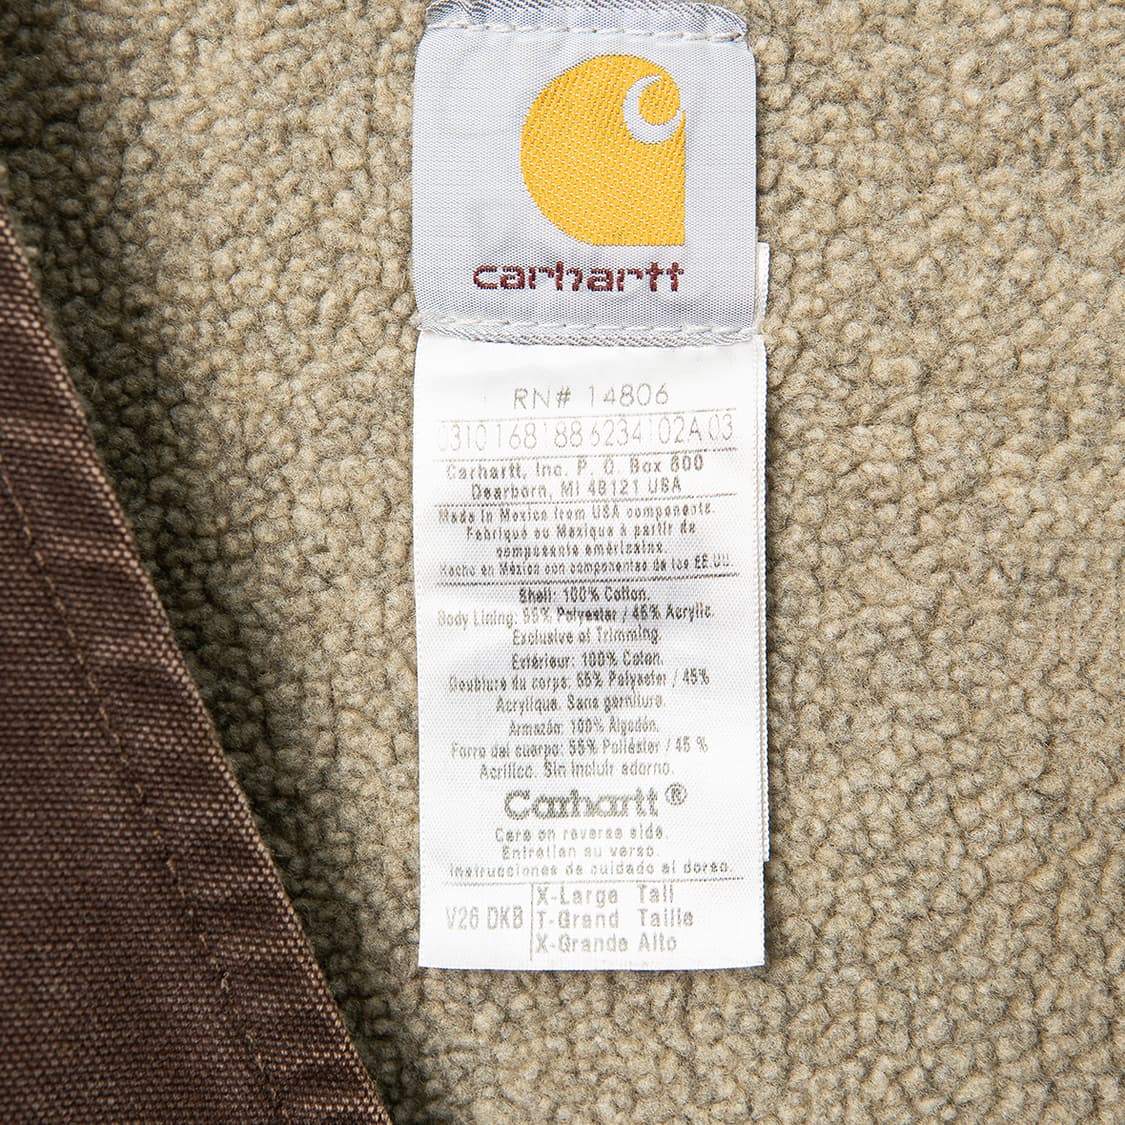 carhartt
RN# 14806
0310 168188 6234102A 03
Carhartt, Inc. P. O. Box 600
Dearborn, MI 48121 USA
Made in Mexico from USA components.
Fabriqué au Mexique à partir de
composants américains.
Hecho en México con componentes de los EE.UU.
Shell: 100% Cotton.
Body Lining: 55% Polyester / 45% Acrylic.
Exclusive of Trimming.
Extérieur: 100% Coton.
Doublure du corps: 55% Polyester / 45%
Acrylique. Sans garniture.
Armazón: 100% Algodón.
Forro del cuerpo: 55% Poliéster / 45 %
Acrílico. Sin incluir adorno.
Carhartt®
Care on reverse side.
Entretien au verso.
Instrucciones de cuidado al dorso.
V26 DKB
X-Large Tall
T-Grand Taille
X-Grande Alto